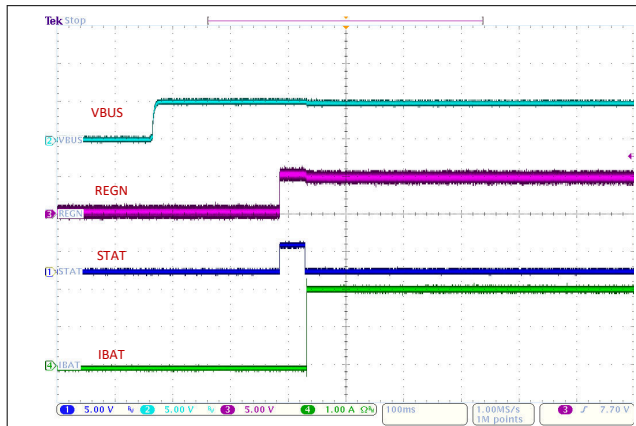 Tek Stop
VBUS
2 VBUS
REGN
3 REGN
STAT
1 STAT
IBAT
4 IBAT
1 5.00 V 2 5.00 V 3 5.00 V 4 1.00 A Ω 100ms 1.00MS/s 3 7.70 V
1M points